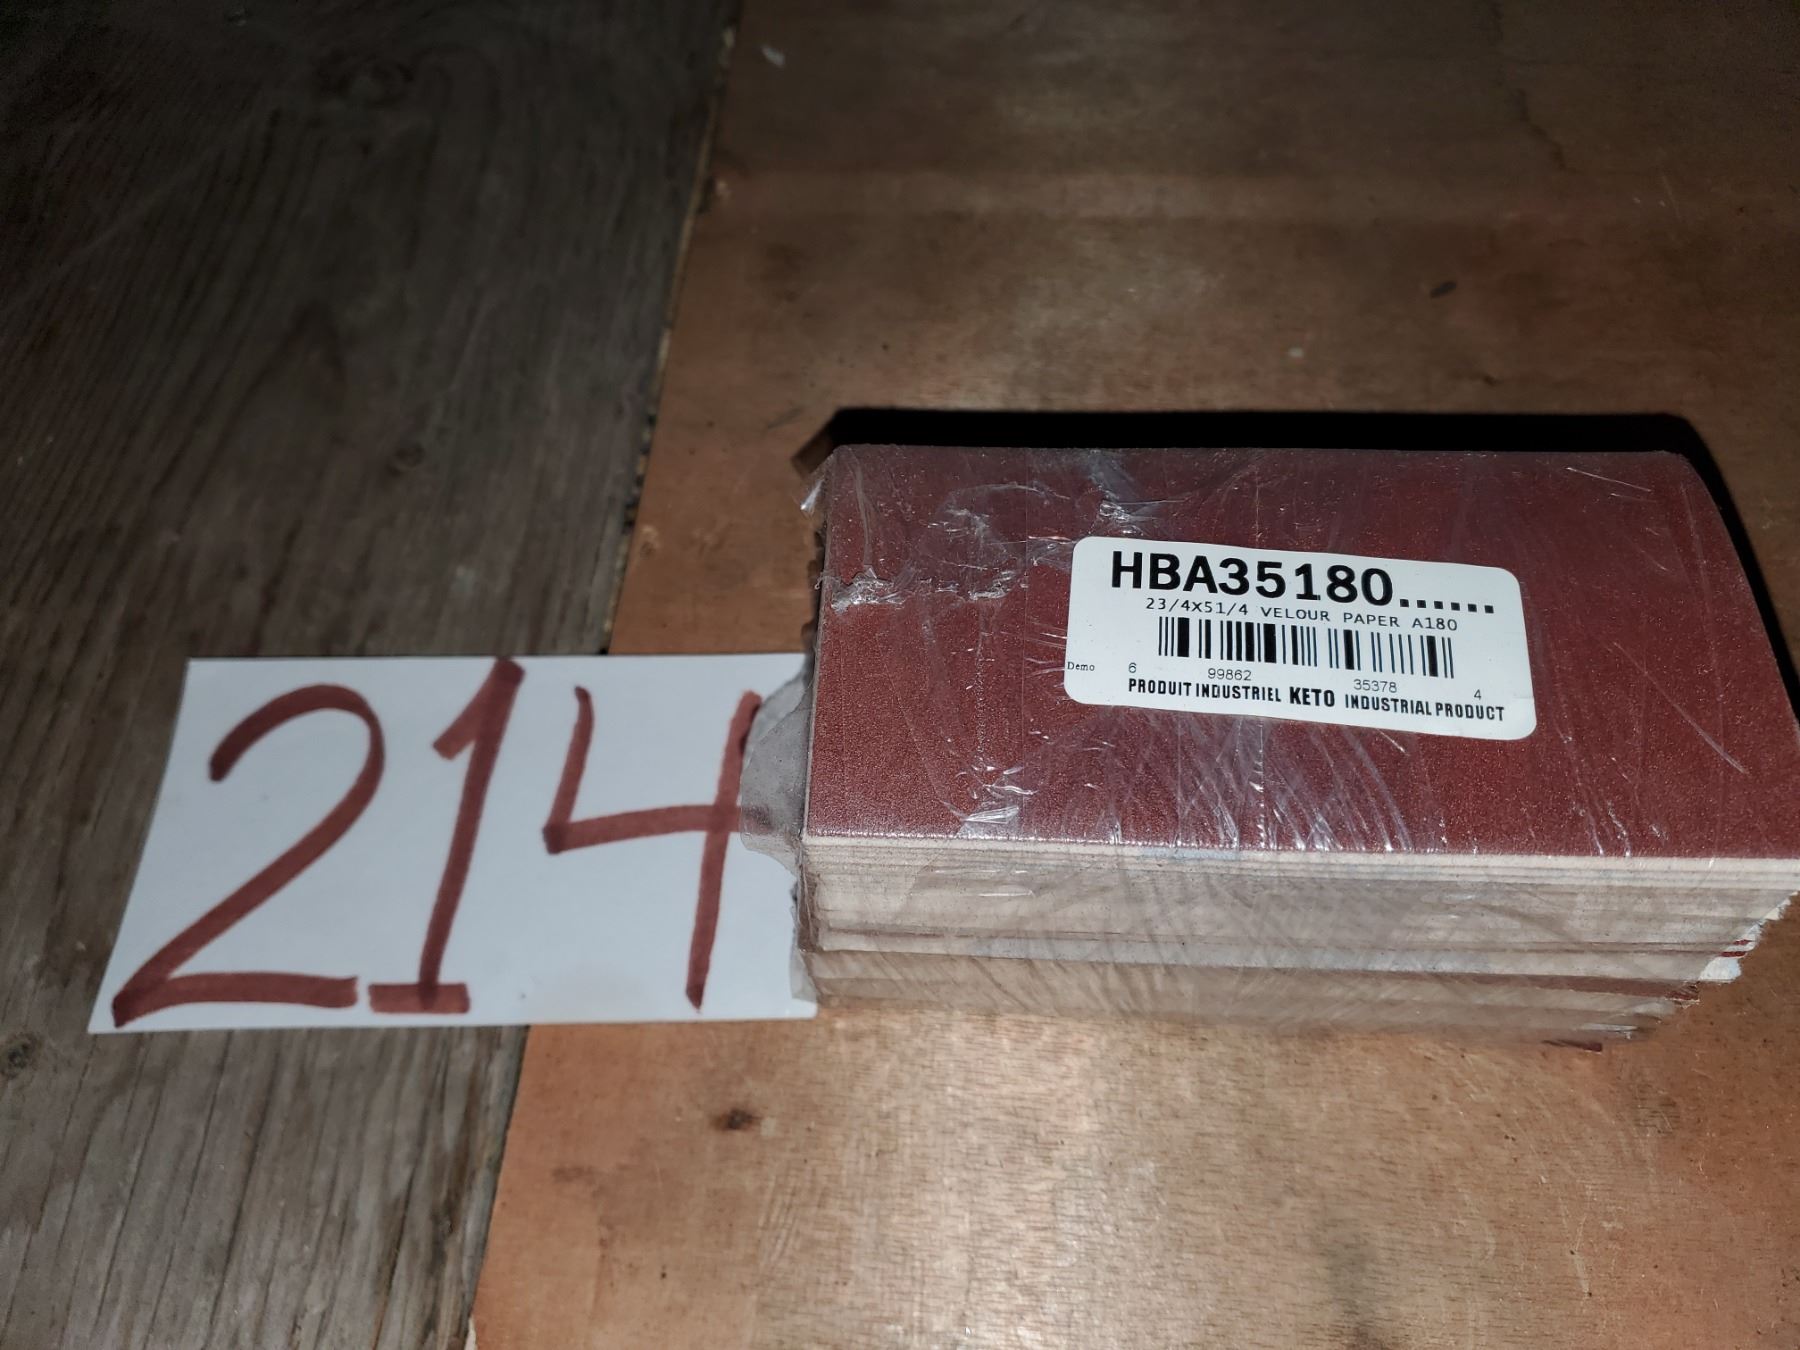 214
HBA35180......
23/4X51/4 VELOUR PAPER A180
Demo 6 99862 35378 4
PRODUIT INDUSTRIEL KETO INDUSTRIAL PRODUCT